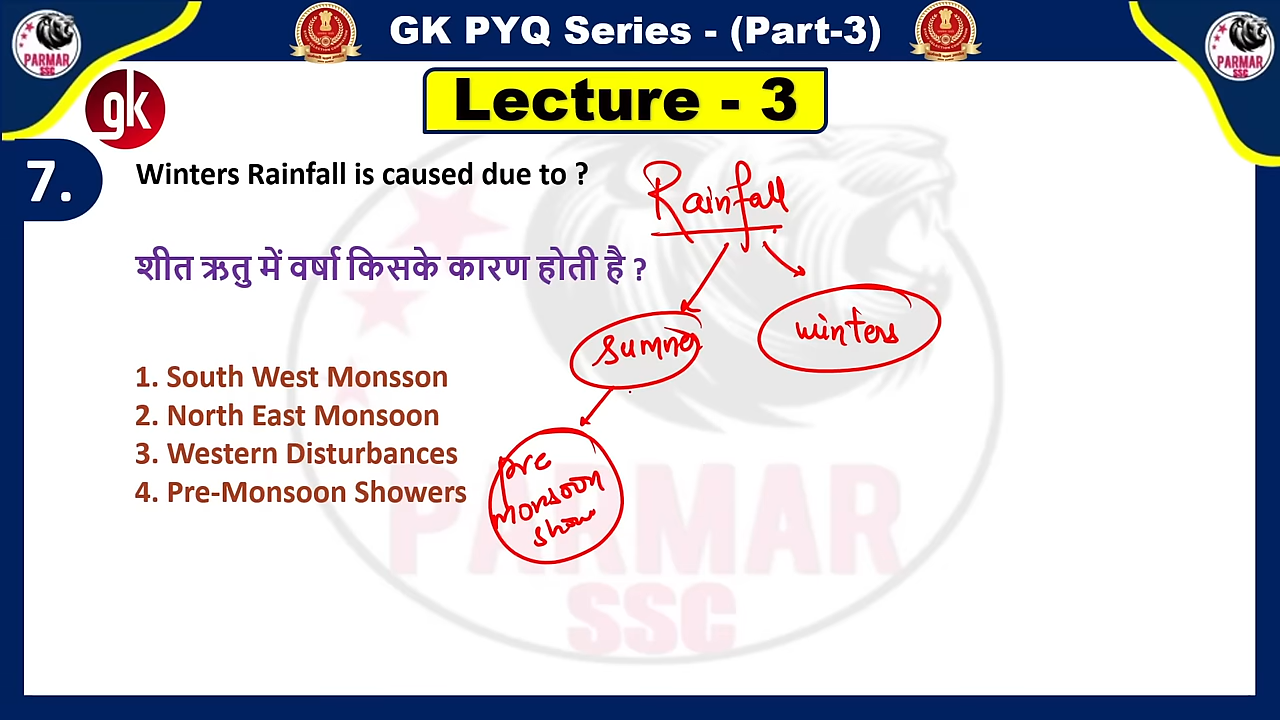 GK PYQ Series - (Part-3)
PARMAR
SSC
PARMAR
SSC
gk
Lecture - 3
7.
Winters Rainfall is caused due to ?
Rainfall
शीत ऋतु में वर्षा किसके कारण होती है ?
summer
winters
1. South West Monsson
2. North East Monsoon
3. Western Disturbances
4. Pre-Monsoon Showers
Pre
monsoon
show
PARMAR
SSC